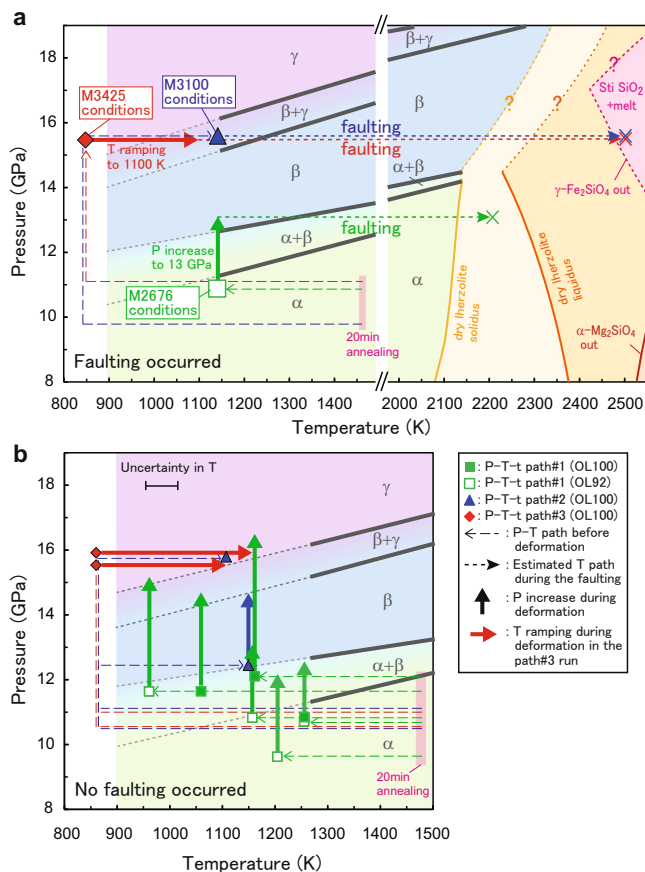 a
18
16
14
12
10
8
Pressure (GPa)
γ
β+γ
β+γ
β
β
α+β
α+β
α
α
M3425
conditions
M3100
conditions
T ramping
to 1100 K
faulting
faulting
faulting
P increase
to 13 GPa
M2676
conditions
20min
annealing
Faulting occurred
?
?
?
Sti SiO2
+melt
γ-Fe2SiO4 out
dry lherzolite
solidus
dry lherzolite
liquidus
α-Mg2SiO4
out
800 900 1000 1100 1200 1300 1400 2000 2100 2200 2300 2400 2500
Temperature (K)
b
Uncertainty in T
18
16
14
12
10
8
Pressure (GPa)
γ
β+γ
β
α+β
α
20min
annealing
No faulting occurred
800 900 1000 1100 1200 1300 1400 1500
Temperature (K)
: P-T-t path#1 (OL100)
: P-T-t path#1 (OL92)
: P-T-t path#2 (OL100)
: P-T-t path#3 (OL100)
: P-T path before
deformation
: Estimated T path
during the faulting
: P increase during
deformation
: T ramping during
deformation in the
path#3 run